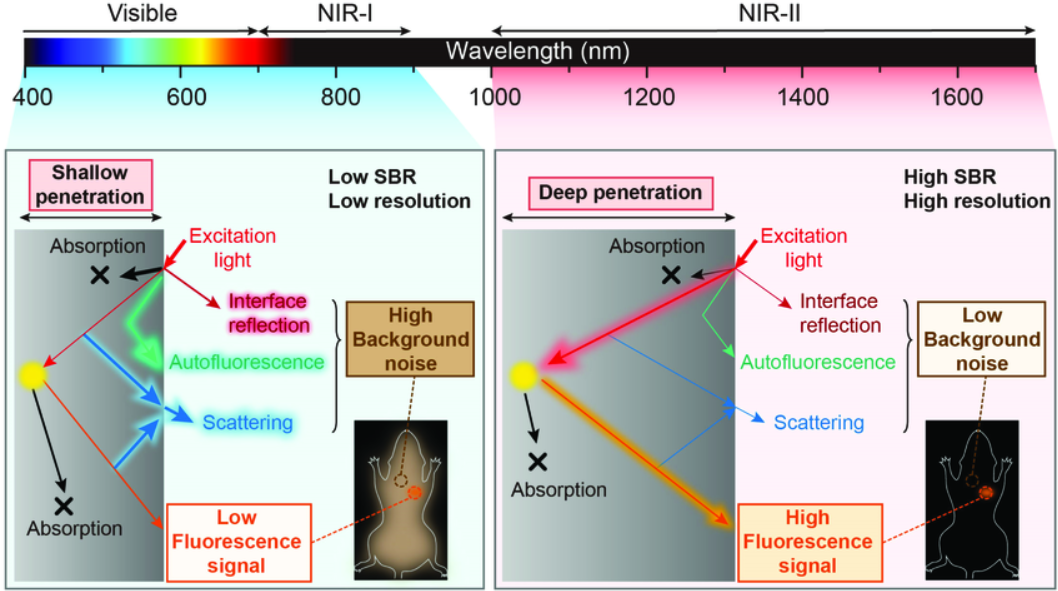 Visible
NIR-I
NIR-II
Wavelength (nm)
400
600
800
1000
1200
1400
1600
Shallow
penetration
Low SBR
Low resolution
Absorption
Excitation
light
Interface
reflection
Autofluorescence
Scattering
High
Background
noise
Absorption
Low
Fluorescence
signal
Deep penetration
High SBR
High resolution
Absorption
Excitation
light
Interface
reflection
Autofluorescence
Scattering
Low
Background
noise
Absorption
High
Fluorescence
signal